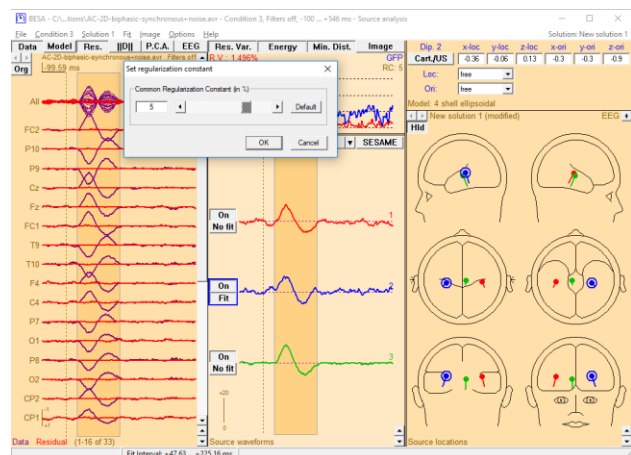 BESA - C:\...\tions\AC-2D-biphasic-synchronous+noise.avr - Condition 3, Filters off, -100 ... +546 ms - Source analysis
File Condition 3 Solution 1 Fit Image Options Help Solution: New solution 1
Data Model Res. ||D|| P.C.A. EEG Res. Var. Energy Min. Dist. Image
Dip. 2 x-loc y-loc z-loc x-ori y-ori z-ori
AC-2D-biphasic-synchronous+noise.avr Filters off R.V.: 1.496% GFP
Cart./US -0.36 -0.06 0.13 -0.3 -0.3 -0.9
Org -99.59 ms RC: 5
Loc: free
Ori: free
Model: 4 shell ellipsoidal
New solution 1 (modified) EEG
Hld
Set regularization constant
Common Regularization Constant (in %)
5 Default
OK Cancel
SESAME
All
FC2
P10
P9
Cz
Fz
FC1
T9
T10
F4
C4
P7
O1
P8
O2
CP2
CP1
On
No fit
1
On
Fit
2
On
No fit
3
+20
0
Data Residual (1-16 of 33) Source waveforms Source locations
Fit Interval: +47.63 ... +225.16 ms